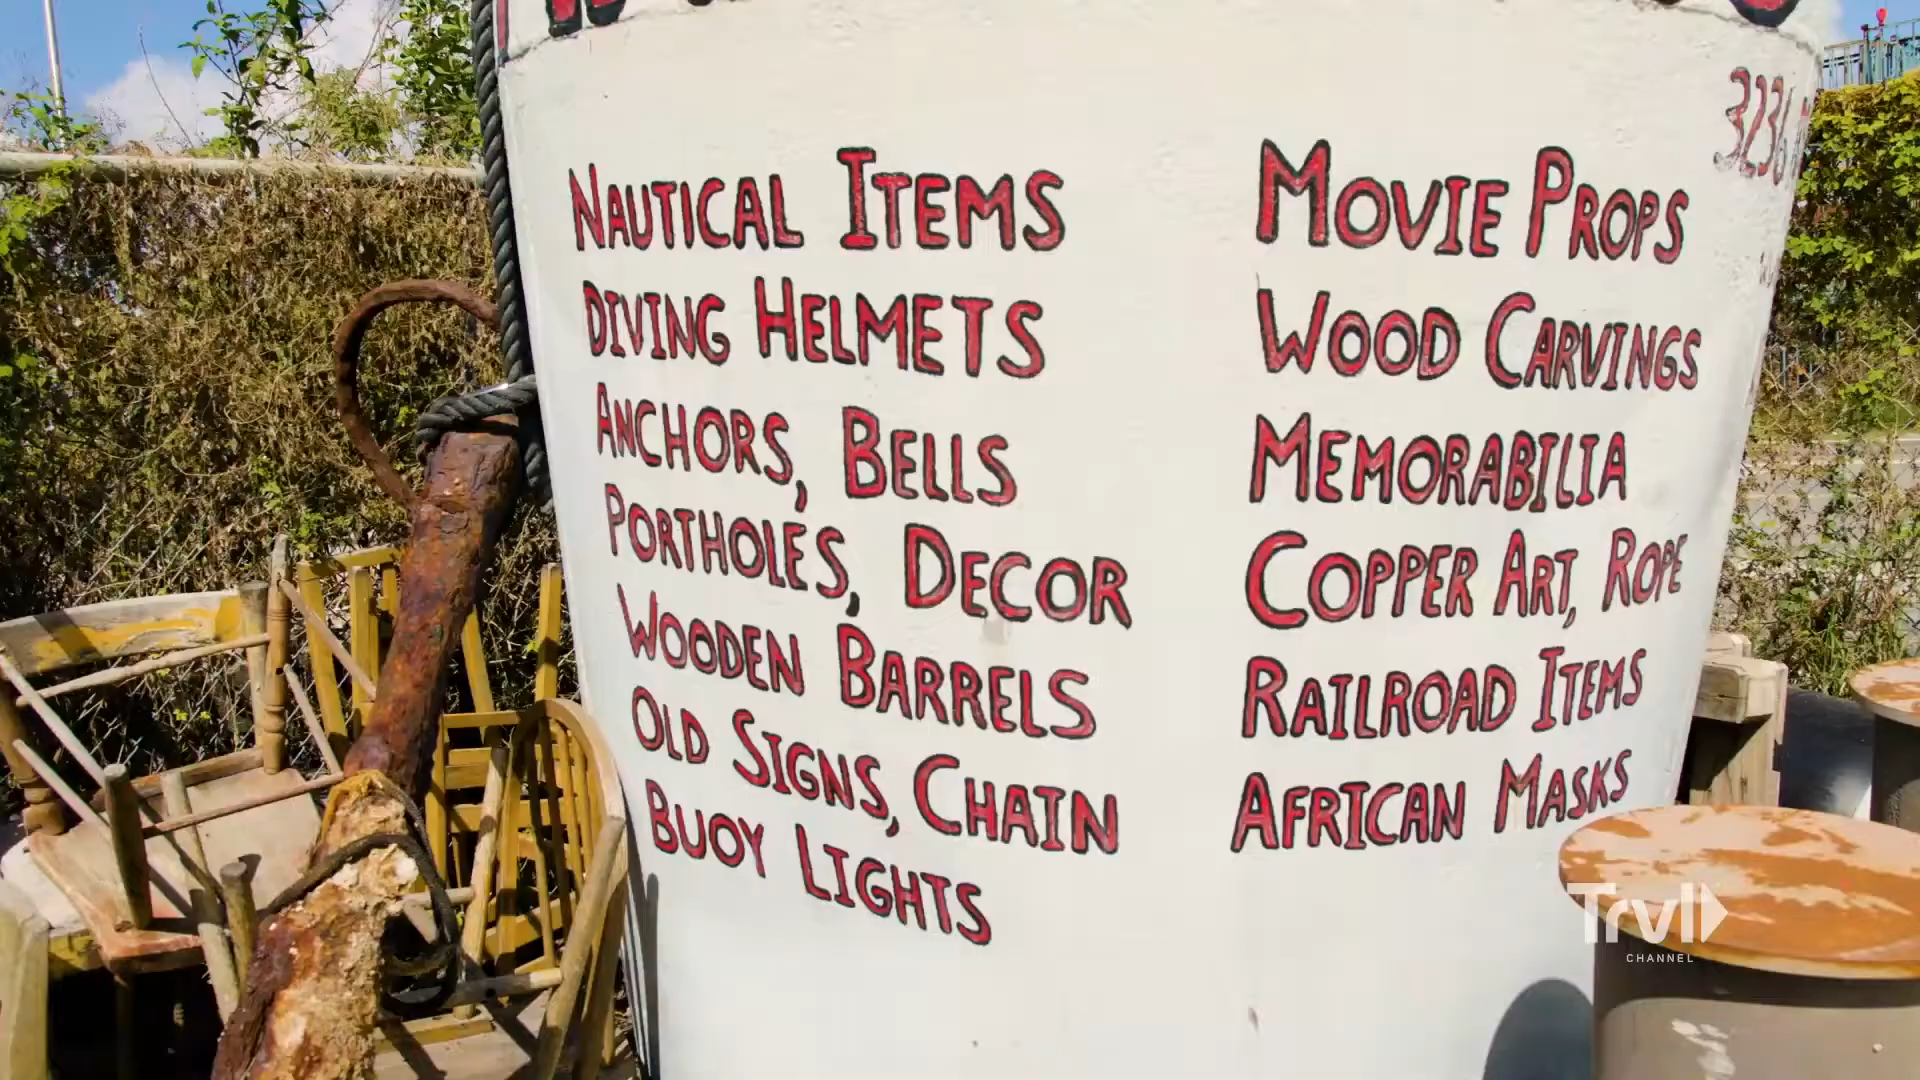 3236
Nautical Items
Diving Helmets
Anchors, Bells
Portholes, Decor
Wooden Barrels
Old Signs, Chain
Buoy Lights
Movie Props
Wood Carvings
Memorabilia
Copper Art, Rope
Railroad Items
African Masks
Trvl
CHANNEL